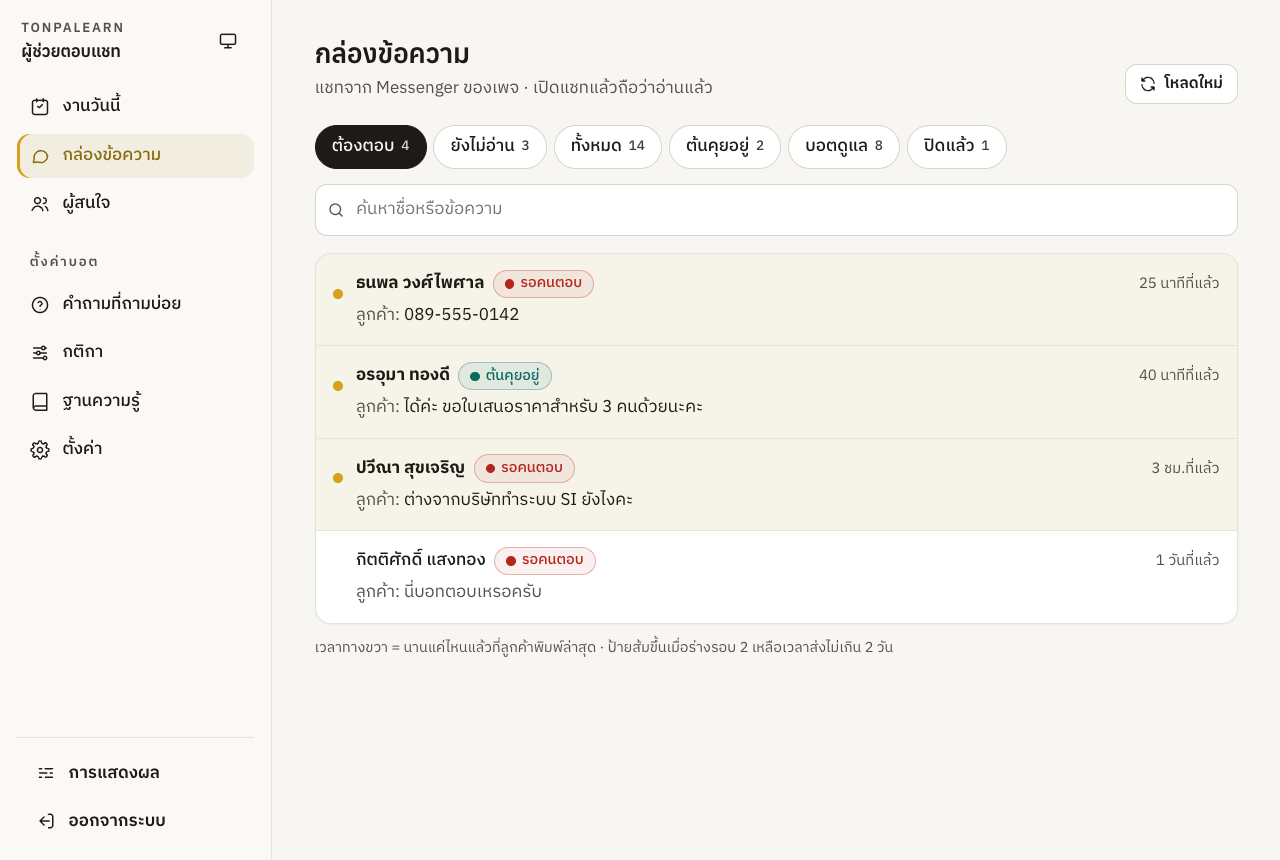 TONPALEARN
ผู้ช่วยตอบแชท
งานวันนี้
กล่องข้อความ
ผู้สนใจ
ตั้งค่าบอต
คำถามที่ถามบ่อย
กติกา
ฐานความรู้
ตั้งค่า
การแสดงผล
ออกจากระบบ
กล่องข้อความ
แชทจาก Messenger ของเพจ · เปิดแชทแล้วถือว่าอ่านแล้ว
โหลดใหม่
ต้องตอบ 4 ยังไม่อ่าน 3 ทั้งหมด 14 ต้นคุยอยู่ 2 บอตดูแล 8 ปิดแล้ว 1
ค้นหาชื่อหรือข้อความ
ธนพล วงศ์ไพศาล รอคนตอบ 25 นาทีที่แล้ว
ลูกค้า: 089-555-0142
อรอุมา ทองดี ต้นคุยอยู่ 40 นาทีที่แล้ว
ลูกค้า: ได้ค่ะ ขอใบเสนอราคาสำหรับ 3 คนด้วยนะคะ
ปวีณา สุขเจริญ รอคนตอบ 3 ชม.ที่แล้ว
ลูกค้า: ต่างจากบริษัททำระบบ SI ยังไงคะ
กิตติศักดิ์ แสงทอง รอคนตอบ 1 วันที่แล้ว
ลูกค้า: นี่บอทตอบเหรอครับ
เวลาทางขวา = นานแค่ไหนแล้วที่ลูกค้าพิมพ์ล่าสุด · ป้ายส้มขึ้นเมื่อร่างรอบ 2 เหลือเวลาส่งไม่เกิน 2 วัน